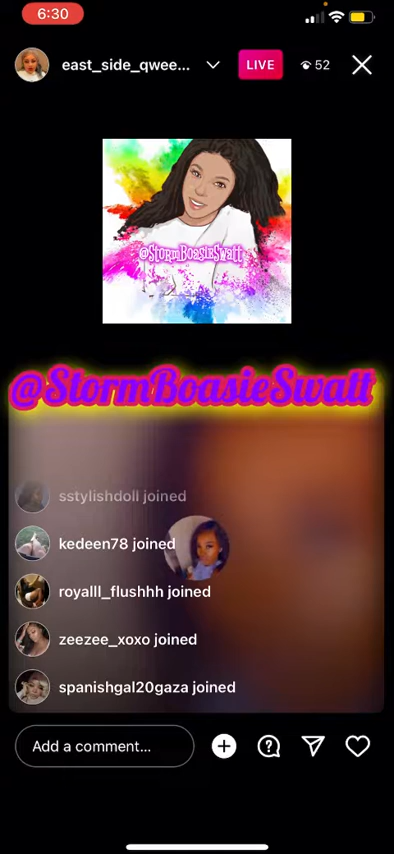 6:30
east_side_qwee...
LIVE
52
@StormBoasieSwatt
@StormBoasieSwatt
sstylishdoll joined
kedeen78 joined
royalll_flushhh joined
zeezee_xoxo joined
spanishgal20gaza joined
Add a comment...